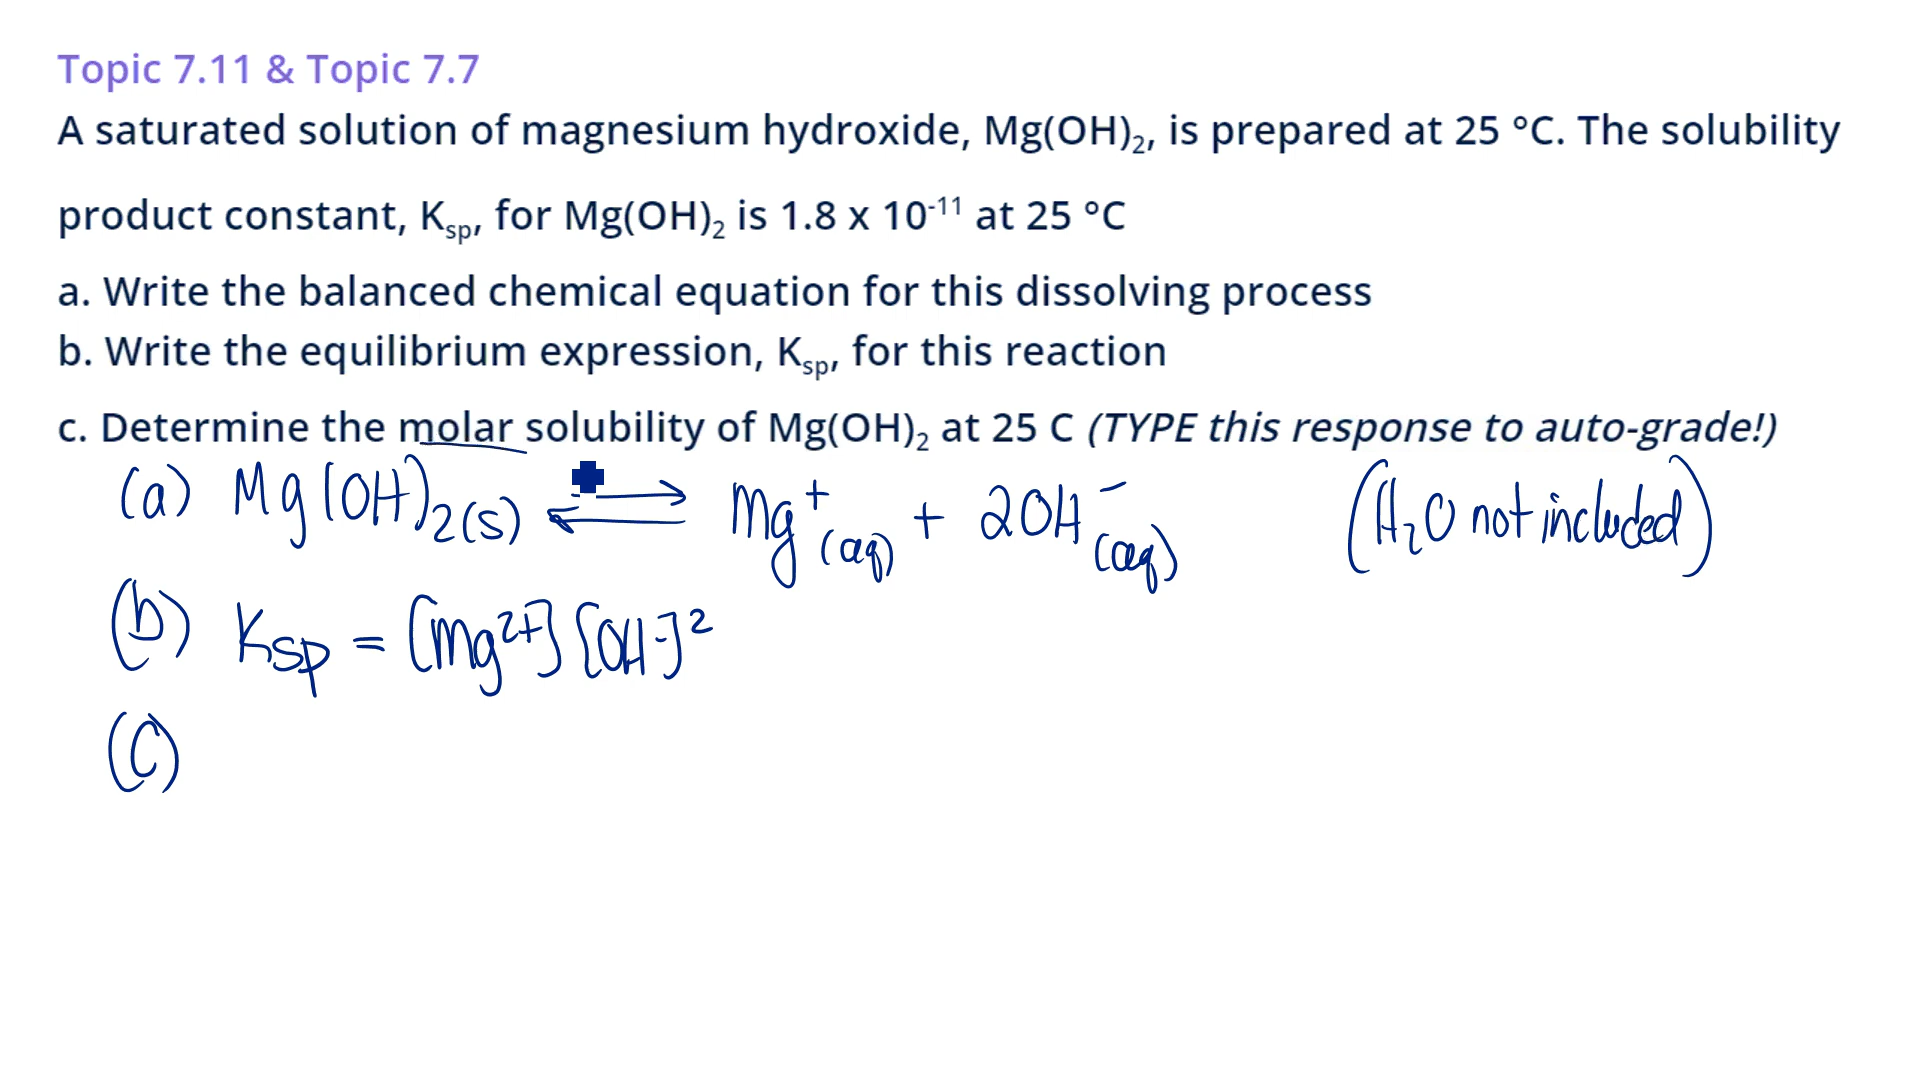 Topic 7.11 & Topic 7.7
A saturated solution of magnesium hydroxide, Mg(OH)₂, is prepared at 25 °C. The solubility
product constant, Kₛₚ, for Mg(OH)₂ is 1.8 x 10⁻¹¹ at 25 °C
a. Write the balanced chemical equation for this dissolving process
b. Write the equilibrium expression, Kₛₚ, for this reaction
c. Determine the molar solubility of Mg(OH)₂ at 25 C (TYPE this response to auto-grade!)
(a) Mg(OH)₂(s) ⇌ Mg⁺(aq) + 2OH⁻(aq) (H₂O not included)
(b) Ksp = [Mg²⁺][OH⁻]²
(c)